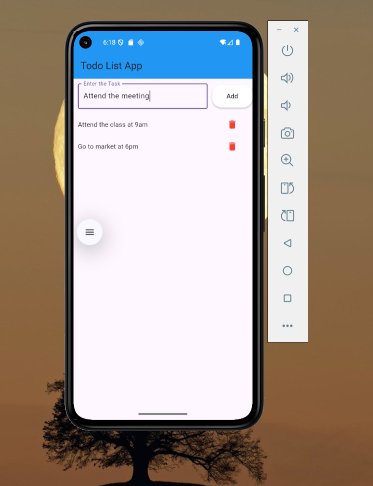 6:18
Todo List App
Enter the Task
Attend the meeting
Add
Attend the class at 9am
Go to market at 6pm